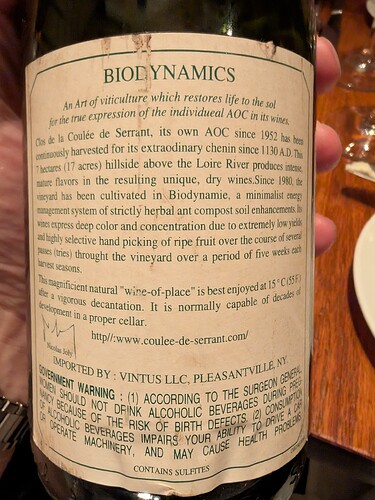 BIODYNAMICS
An Art of viticulture which restores life to the sol
for the true expression of the individueal AOC in its wines.
Clos de la Coulée de Serrant, its own AOC since 1952 has been
continuously harvested for its extraodinary chenin since 1130 A.D. This
7 hectares (17 acres) hillside above the Loire River produces intense,
mature flavors in the resulting unique, dry wines.Since 1980, the
vineyard has been cultivated in Biodynamie, a minimalist energy
management system of strictly herbal ant compost soil enhancements. Its
wines express deep color and concentration due to extremely low yields
and highly selective hand picking of ripe fruit over the course of several
passes (tries) throught the vineyard over a period of five weeks each
harvest seasons.
This magnificient natural "wine-of-place" is best enjoyed at 15°C (55°F.)
after a vigorous decantation. It is normally capable of decades of
development in a proper cellar.
Nicolas Joly
http//:www.coulee-de-serrant.com/
IMPORTED BY : VINTUS LLC, PLEASANTVILLE, NY.
GOVERNMENT WARNING : (1) ACCORDING TO THE SURGEON GENERAL,
WOMEN SHOULD NOT DRINK ALCOHOLIC BEVERAGES DURING PREG
NANCY BECAUSE OF THE RISK OF BIRTH DEFECTS (2) CONSUMPTION
OF ALCOHOLIC BEVERAGES IMPAIRS YOUR ABILITY TO DRIVE A CAR
OR OPERATE MACHINERY, AND MAY CAUSE HEALTH PROBLEMS
CONTAINS SULFITES